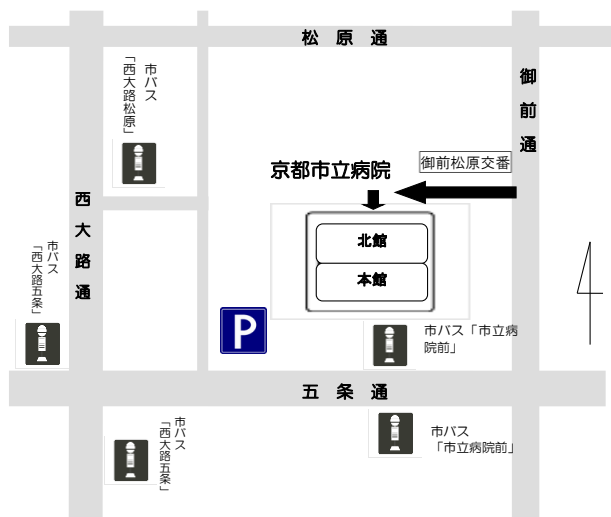 松原通
御前通
市バス
「西大路松原」
御前松原交番
京都市立病院
西大路通
北館
本館
市バス
「西大路五条」
P
市バス「市立病
院前」
五条通
市バス
「西大路五条」
市バス
「市立病院前」